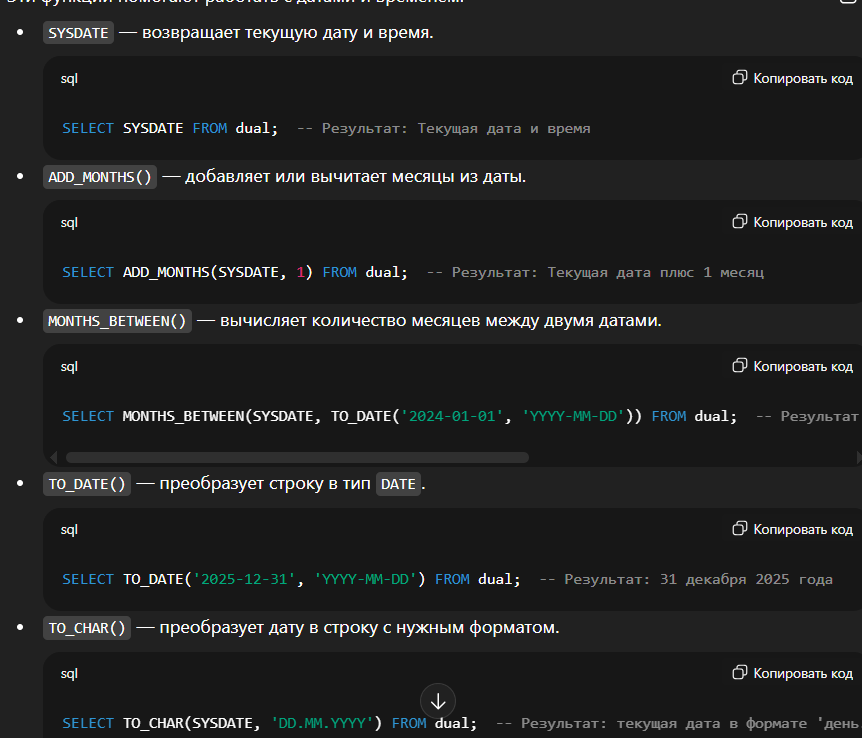 Эти функции помогают работать с датами и временем.
SYSDATE — возвращает текущую дату и время.
sql
Копировать код
SELECT SYSDATE FROM dual;  -- Результат: Текущая дата и время
ADD_MONTHS() — добавляет или вычитает месяцы из даты.
sql
Копировать код
SELECT ADD_MONTHS(SYSDATE, 1) FROM dual;  -- Результат: Текущая дата плюс 1 месяц
MONTHS_BETWEEN() — вычисляет количество месяцев между двумя датами.
sql
Копировать код
SELECT MONTHS_BETWEEN(SYSDATE, TO_DATE('2024-01-01', 'YYYY-MM-DD')) FROM dual;  -- Результат
TO_DATE() — преобразует строку в тип DATE.
sql
Копировать код
SELECT TO_DATE('2025-12-31', 'YYYY-MM-DD') FROM dual;  -- Результат: 31 декабря 2025 года
TO_CHAR() — преобразует дату в строку с нужным форматом.
sql
Копировать код
SELECT TO_CHAR(SYSDATE, 'DD.MM.YYYY') FROM dual;  -- Результат: текущая дата в формате 'день